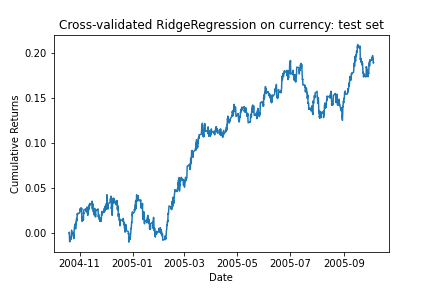 Cross-validated RidgeRegression on currency: test set
Cumulative Returns
0.20
0.15
0.10
0.05
0.00
2004-11 2005-01 2005-03 2005-05 2005-07 2005-09
Date